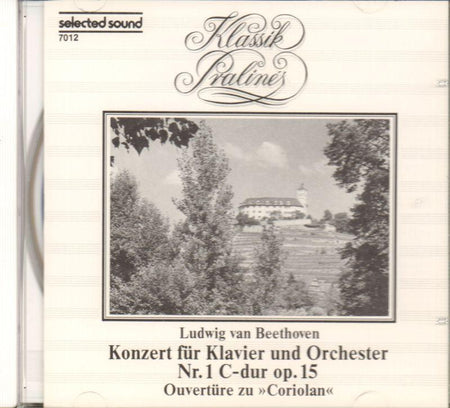 selected sound
7012
Klassik
Pralines
Ludwig van Beethoven
Konzert für Klavier und Orchester
Nr. 1 C-dur op. 15
Ouvertüre zu »Coriolan«